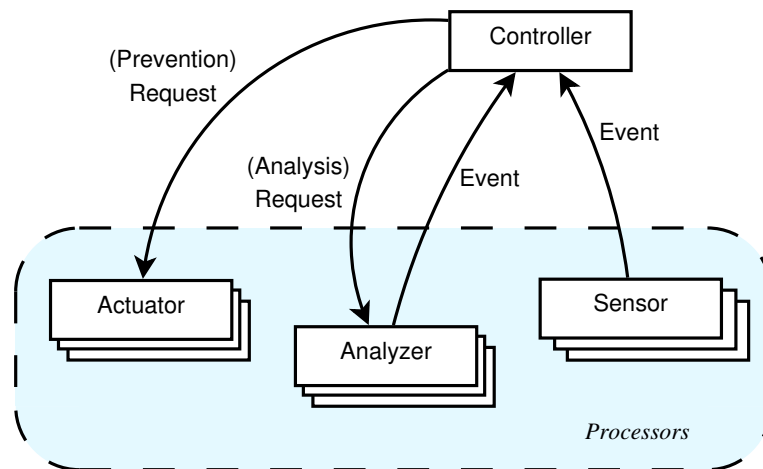 Controller
(Prevention)
Request
(Analysis)
Request
Event
Event
Actuator
Analyzer
Sensor
Processors